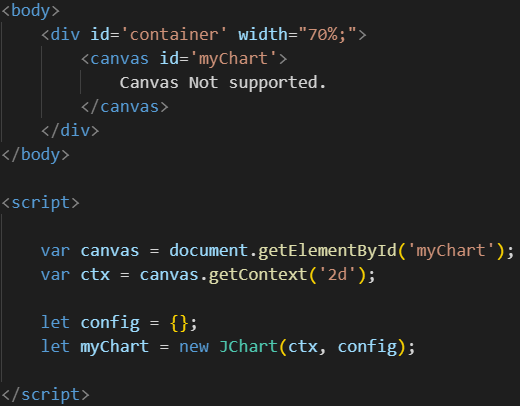 <body>
<div id='container' width="70%;">
<canvas id='myChart'>
Canvas Not supported.
</canvas>
</div>
</body>
<script>
var canvas = document.getElementById('myChart');
var ctx = canvas.getContext('2d');
let config = {};
let myChart = new JChart(ctx, config);
</script>